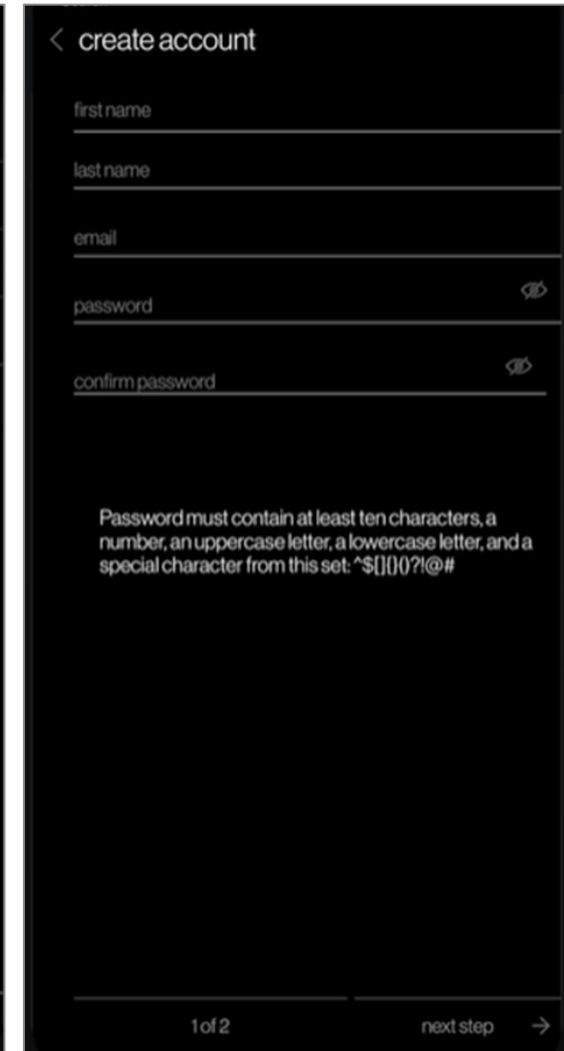 create account
first name
last name
email
password
confirm password
Password must contain at least ten characters, a
number, an uppercase letter, a lowercase letter, and a
special character from this set: ^$[]{}()?!@#
1 of 2
next step